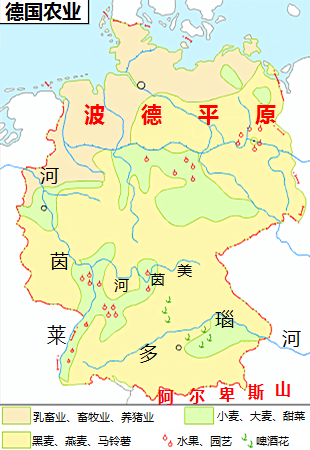 德国农业
波德平原
河
茵
莱
美
茵
河
多
瑙
河
阿尔卑斯山
乳畜业、畜牧业、养猪业
小麦、大麦、甜菜
黑麦、燕麦、马铃薯
水果、园艺
啤酒花